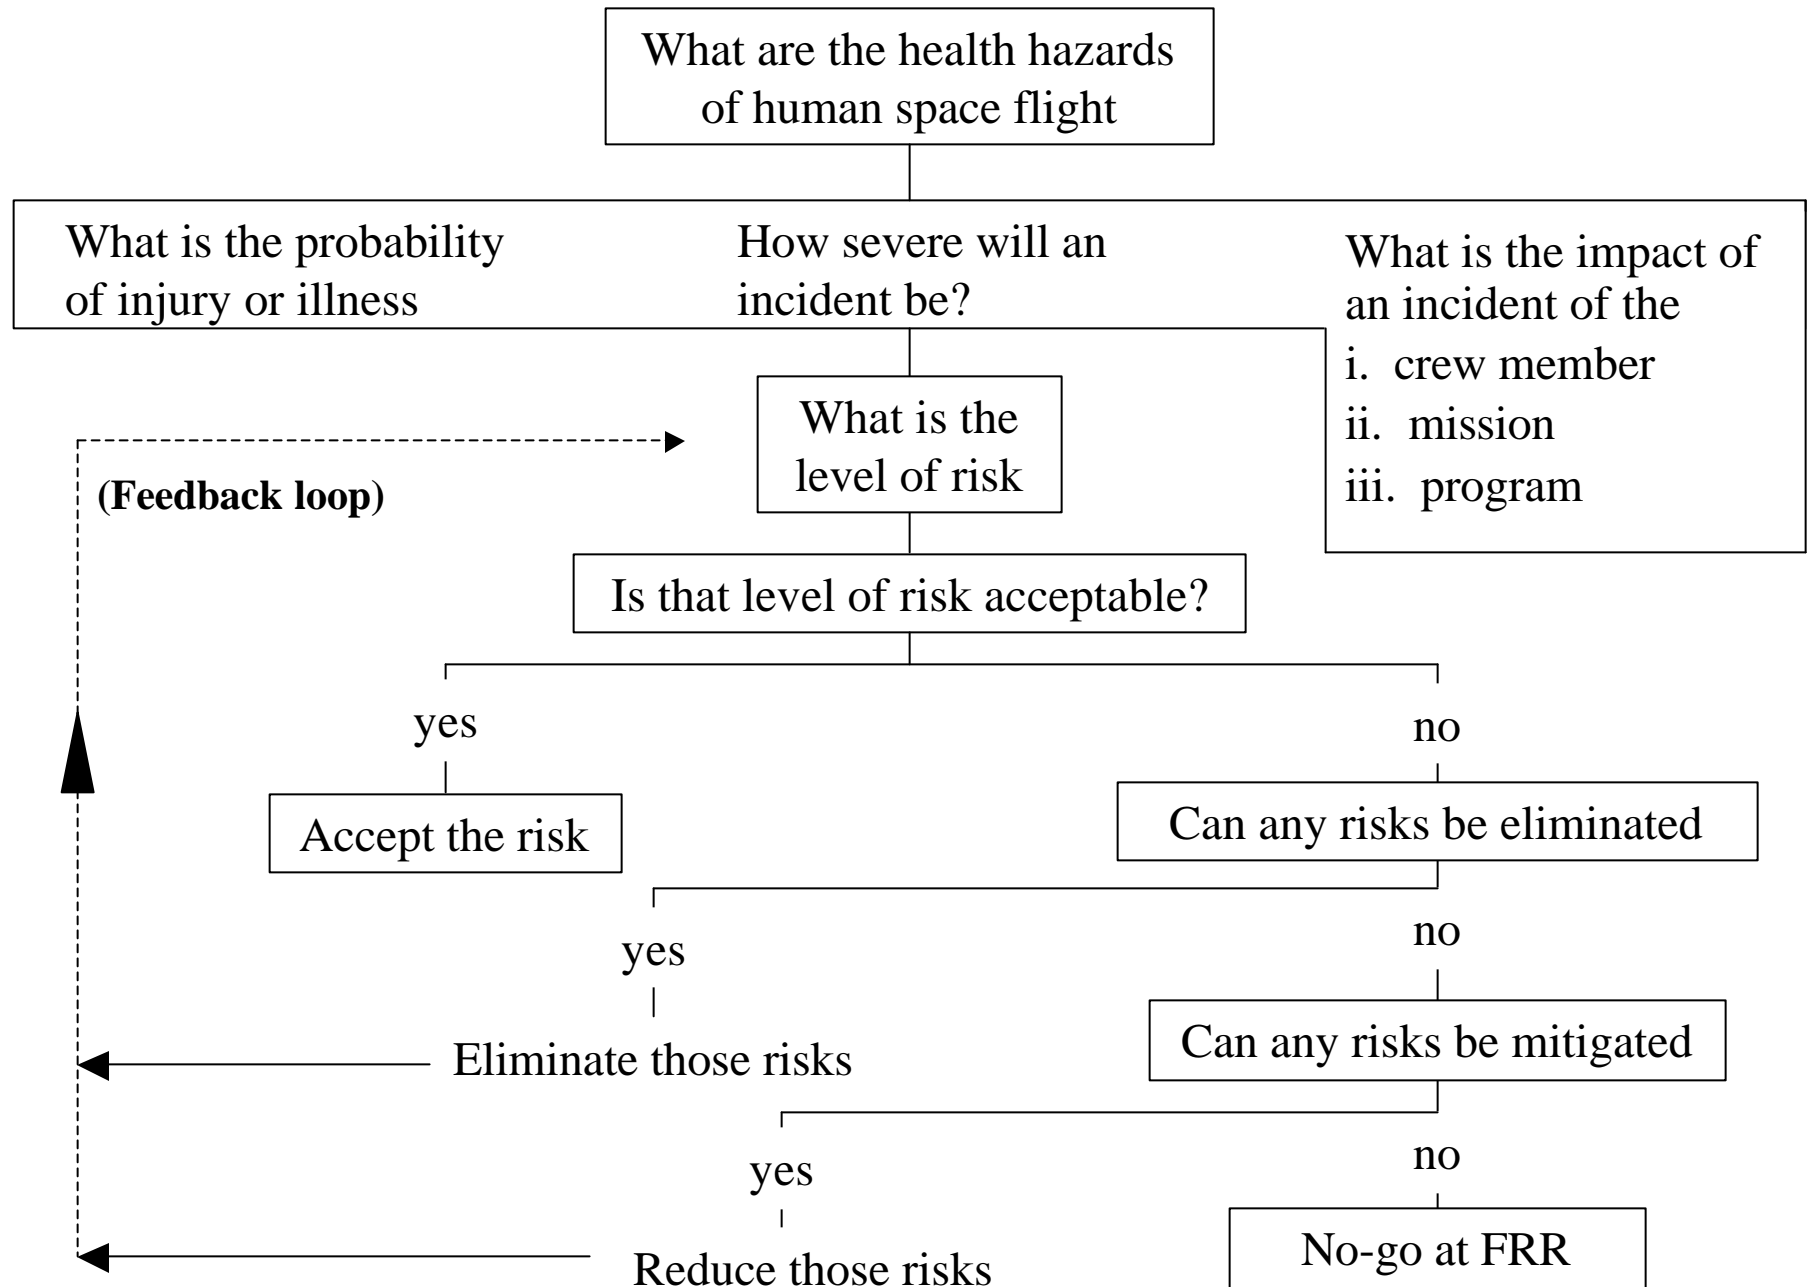 What are the health hazards
of human space flight
What is the probability
of injury or illness
How severe will an
incident be?
What is the impact of
an incident of the
i. crew member
ii. mission
iii. program
What is the
level of risk
(Feedback loop)
Is that level of risk acceptable?
yes
no
Accept the risk
Can any risks be eliminated
yes
no
Eliminate those risks
Can any risks be mitigated
yes
no
Reduce those risks
No-go at FRR